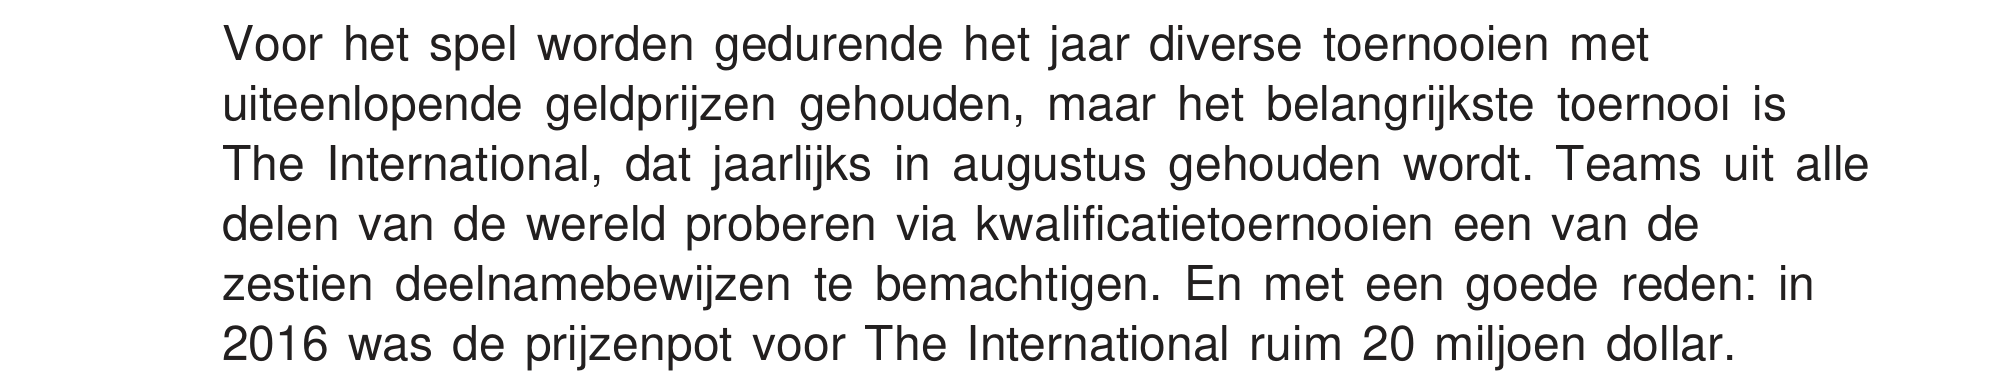 Voor het spel worden gedurende het jaar diverse toernooien met
uiteenlopende geldprijzen gehouden, maar het belangrijkste toernooi is
The International, dat jaarlijks in augustus gehouden wordt. Teams uit alle
delen van de wereld proberen via kwalificatietoernooien een van de
zestien deelnamebewijzen te bemachtigen. En met een goede reden: in
2016 was de prijzenpot voor The International ruim 20 miljoen dollar.